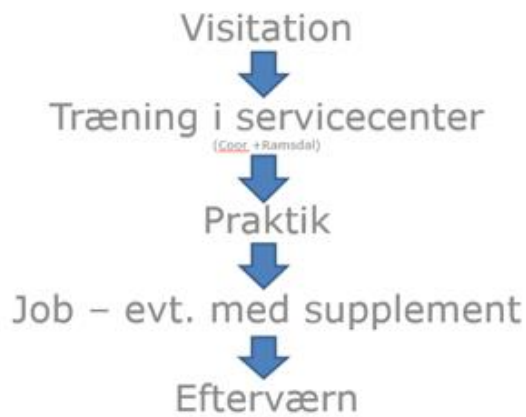 Visitation
Træning i servicecenter
(Coor +Ramsdal)
Praktik
Job – evt. med supplement
Efterværn